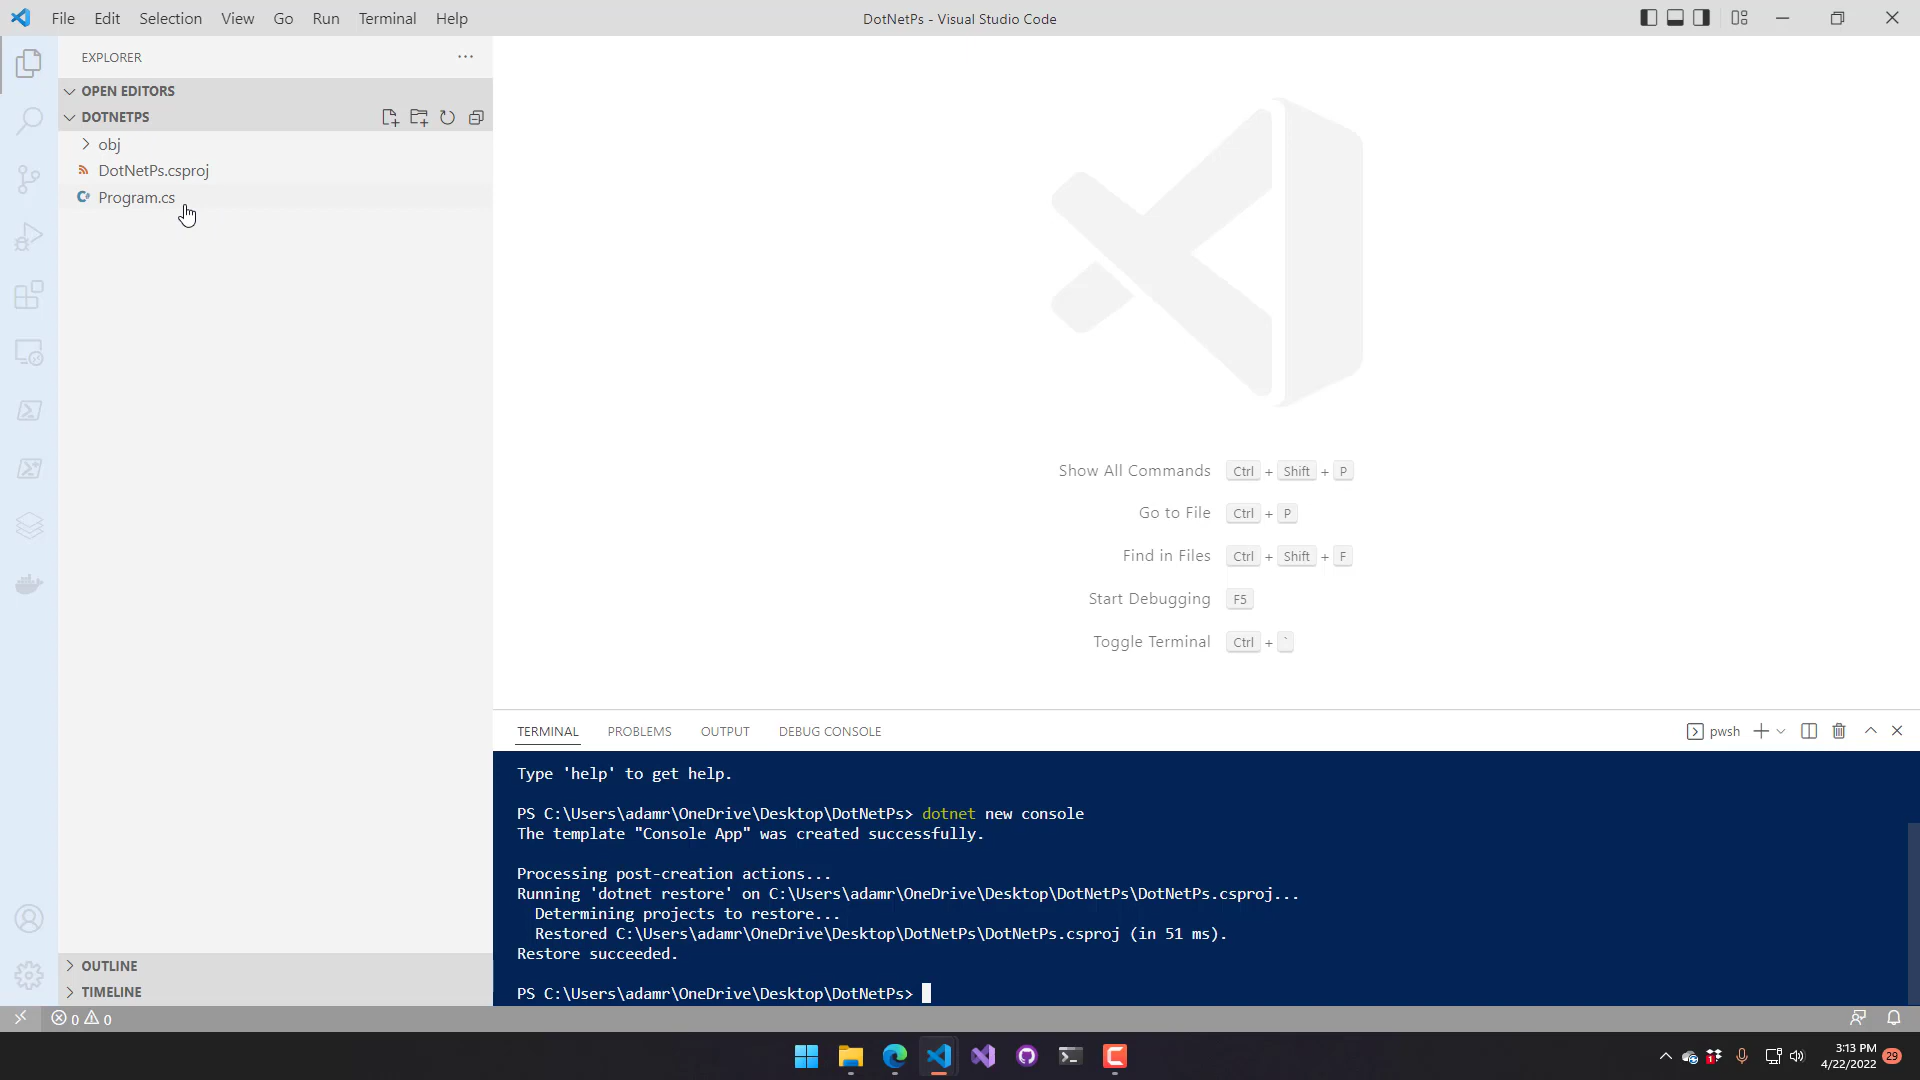 File Edit Selection View Go Run Terminal Help
DotNetPs - Visual Studio Code
EXPLORER
OPEN EDITORS
DOTNETPS
obj
DotNetPs.csproj
Program.cs
OUTLINE
TIMELINE
Show All Commands Ctrl + Shift + P
Go to File Ctrl + P
Find in Files Ctrl + Shift + F
Start Debugging F5
Toggle Terminal Ctrl + `
TERMINAL PROBLEMS OUTPUT DEBUG CONSOLE
pwsh
Type 'help' to get help.
PS C:\Users\adamr\OneDrive\Desktop\DotNetPs> dotnet new console
The template "Console App" was created successfully.
Processing post-creation actions...
Running 'dotnet restore' on C:\Users\adamr\OneDrive\Desktop\DotNetPs\DotNetPs.csproj...
Determining projects to restore...
Restored C:\Users\adamr\OneDrive\Desktop\DotNetPs\DotNetPs.csproj (in 51 ms).
Restore succeeded.
PS C:\Users\adamr\OneDrive\Desktop\DotNetPs>
0 0
3:13 PM
4/22/2022
29